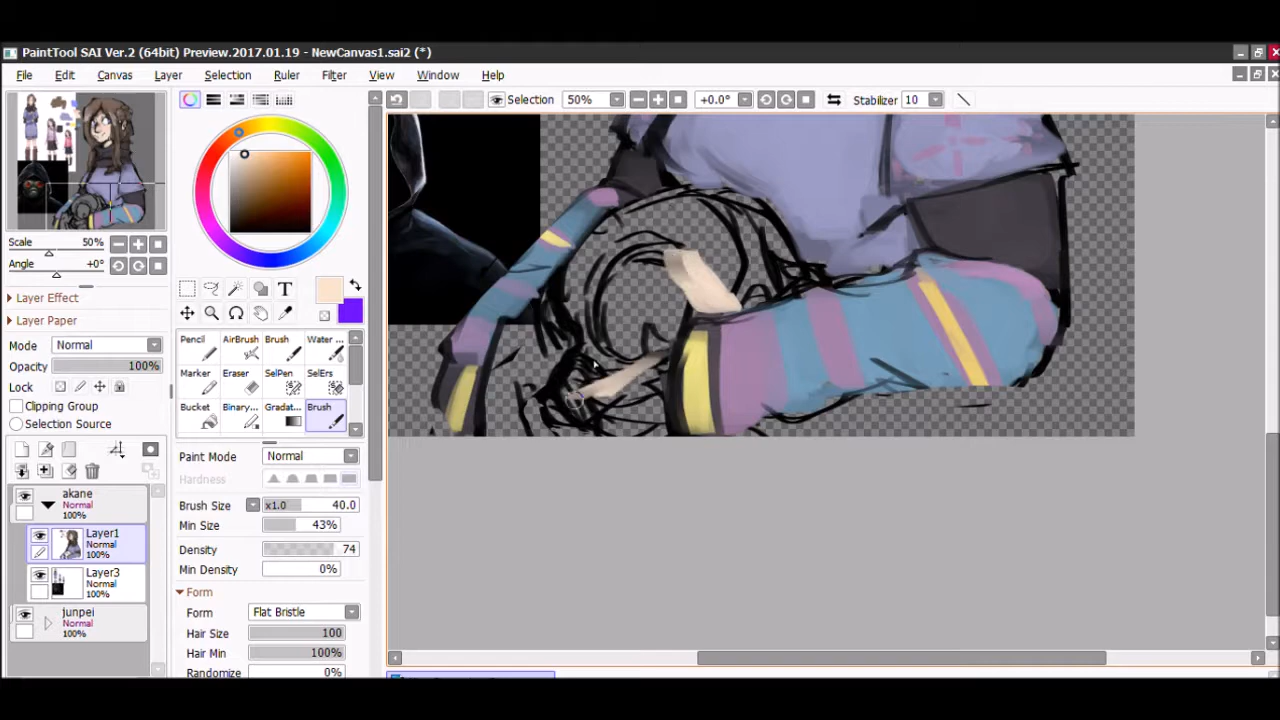 PaintTool SAI Ver.2 (64bit) Preview.2017.01.19 - NewCanvas1.sai2 (*)
File Edit Canvas Layer Selection Ruler Filter View Window Help
Selection 50% +0.0° Stabilizer 10
Scale 50%
Angle +0°
Layer Effect
Layer Paper
Mode Normal
Opacity 100%
Lock
Clipping Group
Selection Source
akane
Normal
100%
Layer1
Normal
100%
Layer3
Normal
100%
junpei
Normal
100%
T
Pencil AirBrush Brush Water ...
Marker Eraser SelPen SelErs
Bucket Binary... Gradat... Brush
Paint Mode Normal
Hardness
Brush Size x1.0 40.0
Min Size 43%
Density 74
Min Density 0%
Form
Form Flat Bristle
Hair Size 100
Hair Min 100%
Randomize 0%